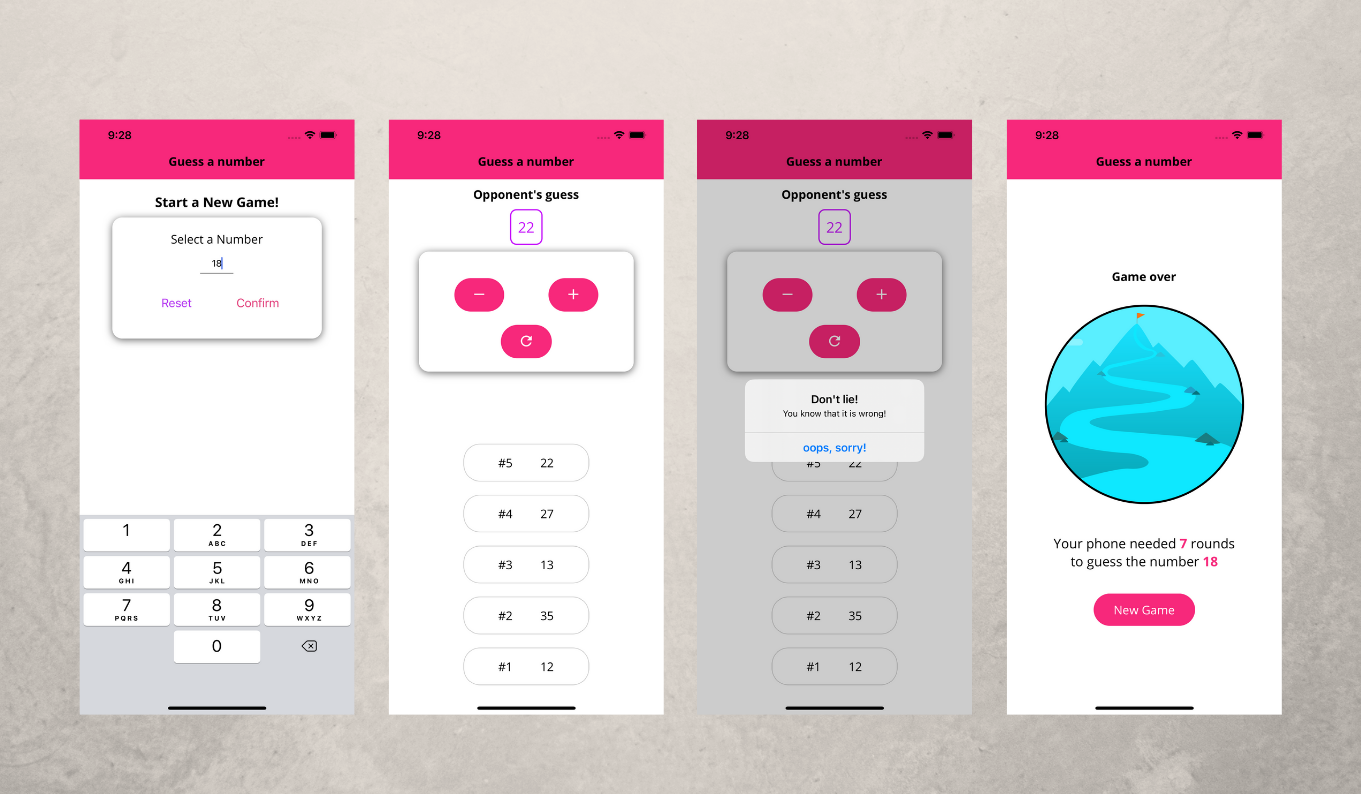 9:28
Guess a number
Start a New Game!
Select a Number
18
Reset Confirm
1 2 3
ABC DEF
4 5 6
GHI JKL MNO
7 8 9
PQRS TUV WXYZ
0
9:28
Guess a number
Opponent's guess
22
− +
#5 22
#4 27
#3 13
#2 35
#1 12
9:28
Guess a number
Opponent's guess
22
− +
Don't lie!
You know that it is wrong!
oops, sorry!
#5 22
#4 27
#3 13
#2 35
#1 12
9:28
Guess a number
Game over
Your phone needed 7 rounds
to guess the number 18
New Game